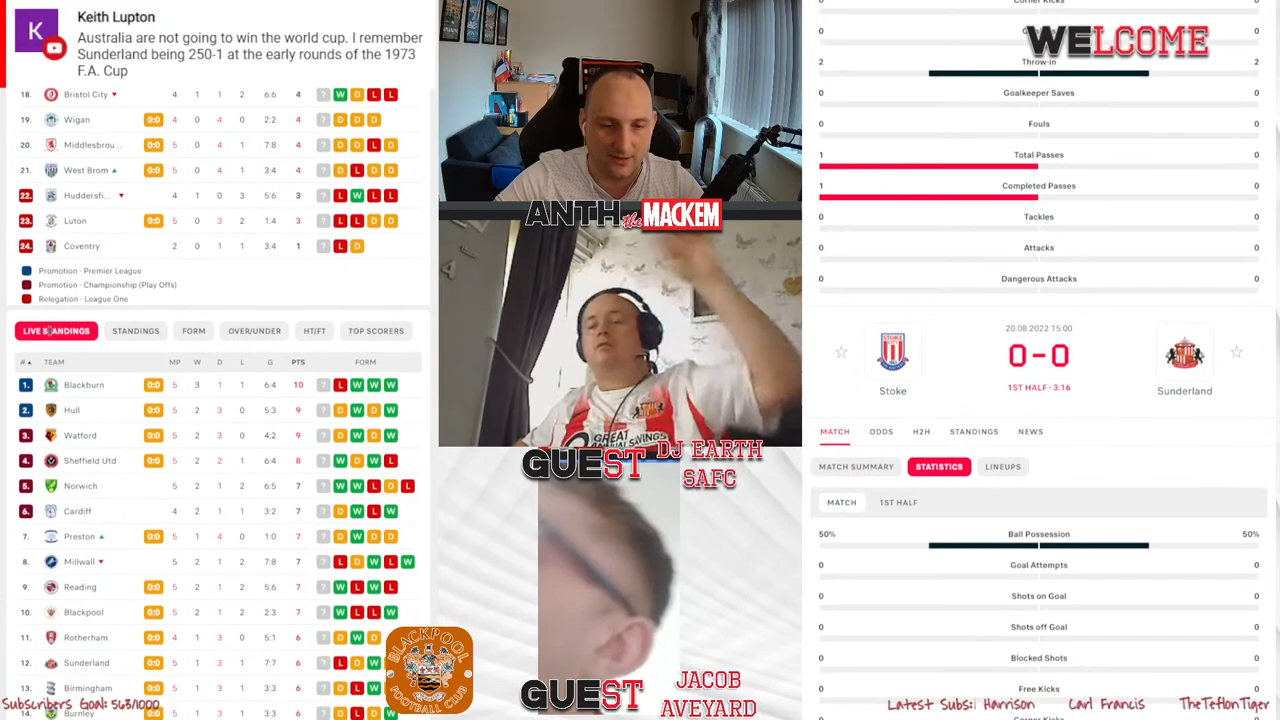 K
Keith Lupton
Australia are not going to win the world cup. I remember
Sunderland being 250-1 at the early rounds of the 1973
F.A. Cup
18. Bristol City 4 1 1 2 6:6 4 ? W D L L
19. Wigan 0:0 4 0 4 0 2:2 4 ? D D D
20. Middlesbrou... 0:0 5 0 4 1 7:8 4 ? D D L D
21. West Brom 0:0 5 0 4 1 3:4 4 ? D L D D
22. Huddersfi... 4 1 0 3 5:6 3 ? L W L L
23. Luton 0:0 5 0 3 2 1:4 3 ? L L D D
24. Coventry 2 0 1 1 3:4 1 ? L D
Promotion - Premier League
Promotion - Championship (Play Offs)
Relegation - League One
LIVE STANDINGS STANDINGS FORM OVER/UNDER HT/FT TOP SCORERS
# TEAM MP W D L G PTS FORM
1. Blackburn 0:0 5 3 1 1 6:4 10 ? L W W W
2. Hull 0:0 5 2 3 0 5:3 9 ? D W D W
3. Watford 0:0 5 2 3 0 4:2 9 ? D W D W
4. Sheffield Utd 0:0 5 2 2 1 6:4 8 ? W D W L
5. Norwich 5 2 1 2 6:5 7 ? W W L D L
6. Cardiff 4 2 1 1 3:2 7 ? D W L W
7. Preston 0:0 5 1 4 0 1:0 7 ? D W D D
8. Millwall 5 2 1 2 7:8 7 ? L D W L W
9. Reading 0:0 5 2 1 2 5:6 7 ? W L W L
10. Blackpool 0:0 5 2 1 2 2:3 7 ? W L L W
11. Rotherham 0:0 4 1 3 0 5:1 6 ? D W D
12. Sunderland 0:0 5 1 3 1 7:7 6 ? L D W
13. Birmingham 0:0 5 1 3 1 3:3 6 ? D L W
14. Burnley 0:0 5 1 3 1 3:3 6
Subscribers Goal: 563/1000
ANTH the MACKEM
GREAT
SAVINGS
GUEST DJ EARTH
SAFC
BLACKPOOL
FOOTBALL CLUB
GUEST JACOB
AVEYARD
WELCOME
0 0
2 Throw-in 2
0 Goalkeeper Saves 0
0 Fouls 0
1 Total Passes 0
1 Completed Passes 0
0 Tackles 0
0 Attacks 0
0 Dangerous Attacks 0
20.08.2022 15:00
0 - 0
1ST HALF - 3:16
Stoke Sunderland
MATCH ODDS H2H STANDINGS NEWS
MATCH SUMMARY STATISTICS LINEUPS
MATCH 1ST HALF
50% Ball Possession 50%
0 Goal Attempts 0
0 Shots on Goal 0
0 Shots off Goal 0
0 Blocked Shots 0
0 Free Kicks 0
Latest Subs: Harrison Carl Francis TheTeflonTiger